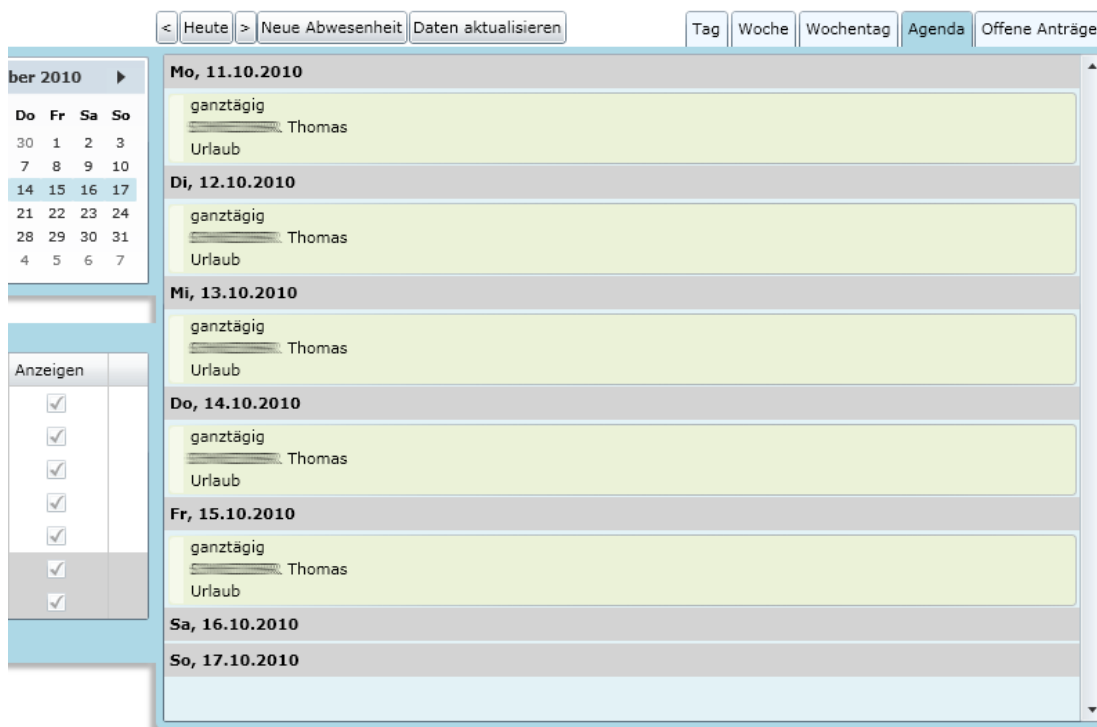 < Heute > Neue Abwesenheit Daten aktualisieren
Tag Woche Wochentag Agenda Offene Anträge
ber 2010
Do Fr Sa So
30 1 2 3
7 8 9 10
14 15 16 17
21 22 23 24
28 29 30 31
4 5 6 7
Anzeigen
Mo, 11.10.2010
ganztägig
Thomas
Urlaub
Di, 12.10.2010
ganztägig
Thomas
Urlaub
Mi, 13.10.2010
ganztägig
Thomas
Urlaub
Do, 14.10.2010
ganztägig
Thomas
Urlaub
Fr, 15.10.2010
ganztägig
Thomas
Urlaub
Sa, 16.10.2010
So, 17.10.2010